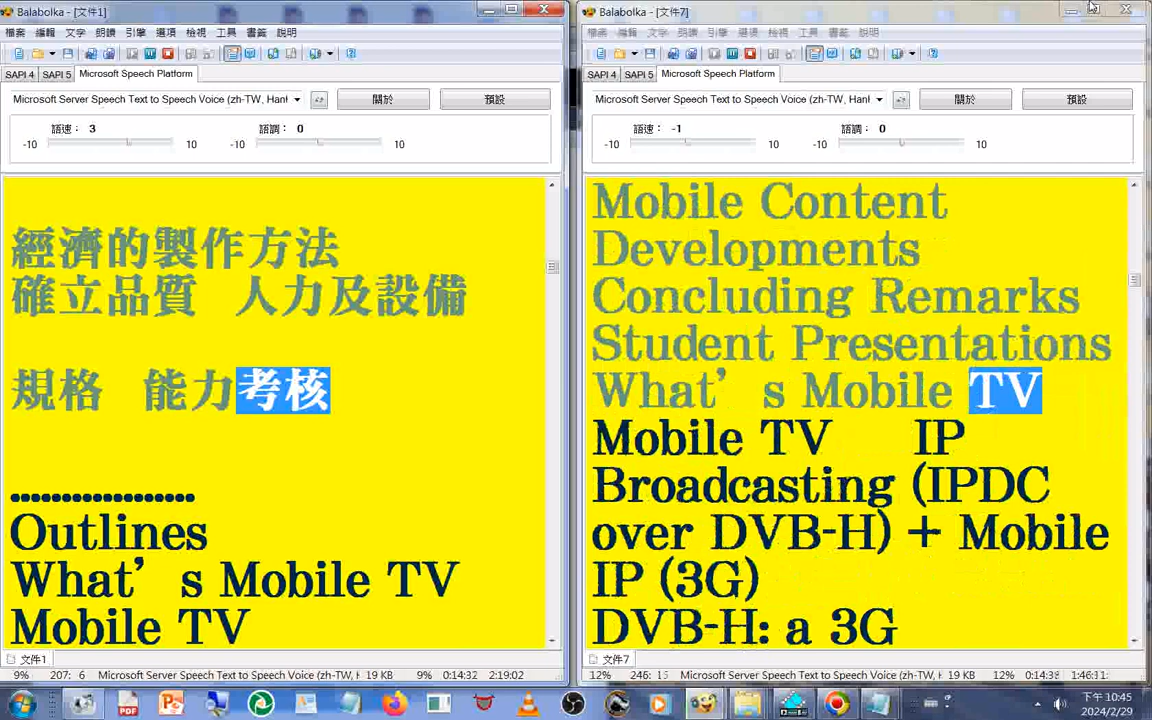 Balabolka - [文件1]
檔案 編輯 文字 朗讀 引擎 選項 檢視 工具 書籤 說明
SAPI 4 SAPI 5 Microsoft Speech Platform
Microsoft Server Speech Text to Speech Voice (zh-TW, Hanl
關於 預設
語速： 3 語調： 0
-10 10 -10 10
經濟的製作方法
確立品質 人力及設備
規格 能力考核
..................
Outlines
What’s Mobile TV
Mobile TV
文件1
9% 207: 6 Microsoft Server Speech Text to Speech Voice (zh-TW, H 19 KB 9% 0:14:32 2:19:02
Balabolka - [文件7]
檔案 編輯 文字 朗讀 引擎 選項 檢視 工具 書籤 說明
SAPI 4 SAPI 5 Microsoft Speech Platform
Microsoft Server Speech Text to Speech Voice (zh-TW, Hanl
關於 預設
語速： -1 語調： 0
-10 10 -10 10
Mobile Content
Developments
Concluding Remarks
Student Presentations
What’s Mobile TV
Mobile TV IP
Broadcasting (IPDC
over DVB-H) + Mobile
IP (3G)
DVB-H: a 3G
文件7
12% 246: 15 Microsoft Server Speech Text to Speech Voice (zh-TW, H 19 KB 12% 0:14:38
下午 10:45
2024/2/29